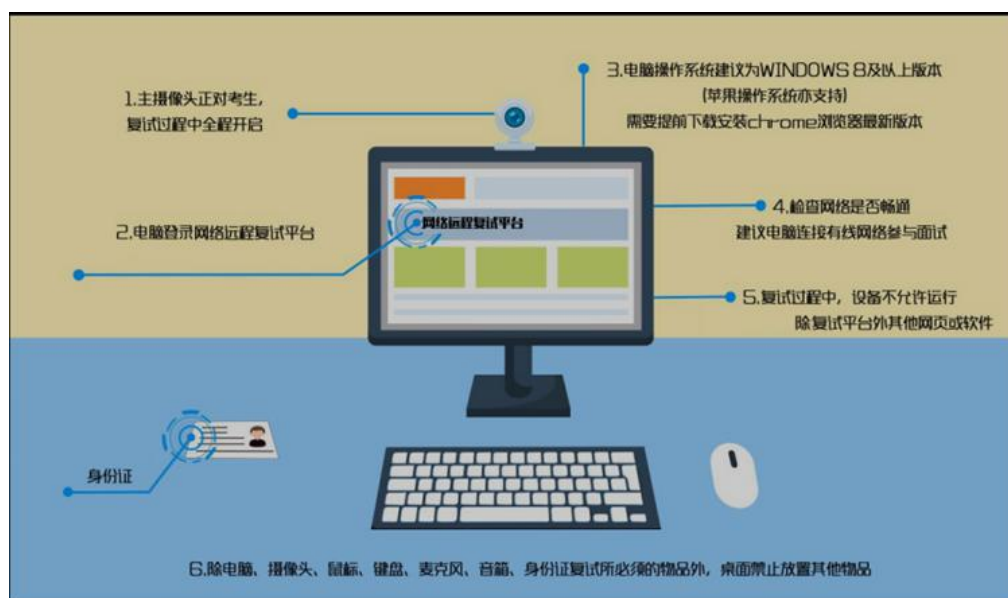 1.主摄像头正对考生,
复试过程中全程开启
2.电脑登录网络远程复试平台
网络远程复试平台
3.电脑操作系统建议为WINDOWS 8及以上版本
(苹果操作系统亦支持)
需要提前下载安装chrome浏览器最新版本
4.检查网络是否畅通
建议电脑连接有线网络参与面试
5.复试过程中，设备不允许运行
除复试平台外其他网页或软件
身份证
6.除电脑、摄像头、鼠标、键盘、麦克风、音箱、身份证复试所必须的物品外，桌面禁止放置其他物品